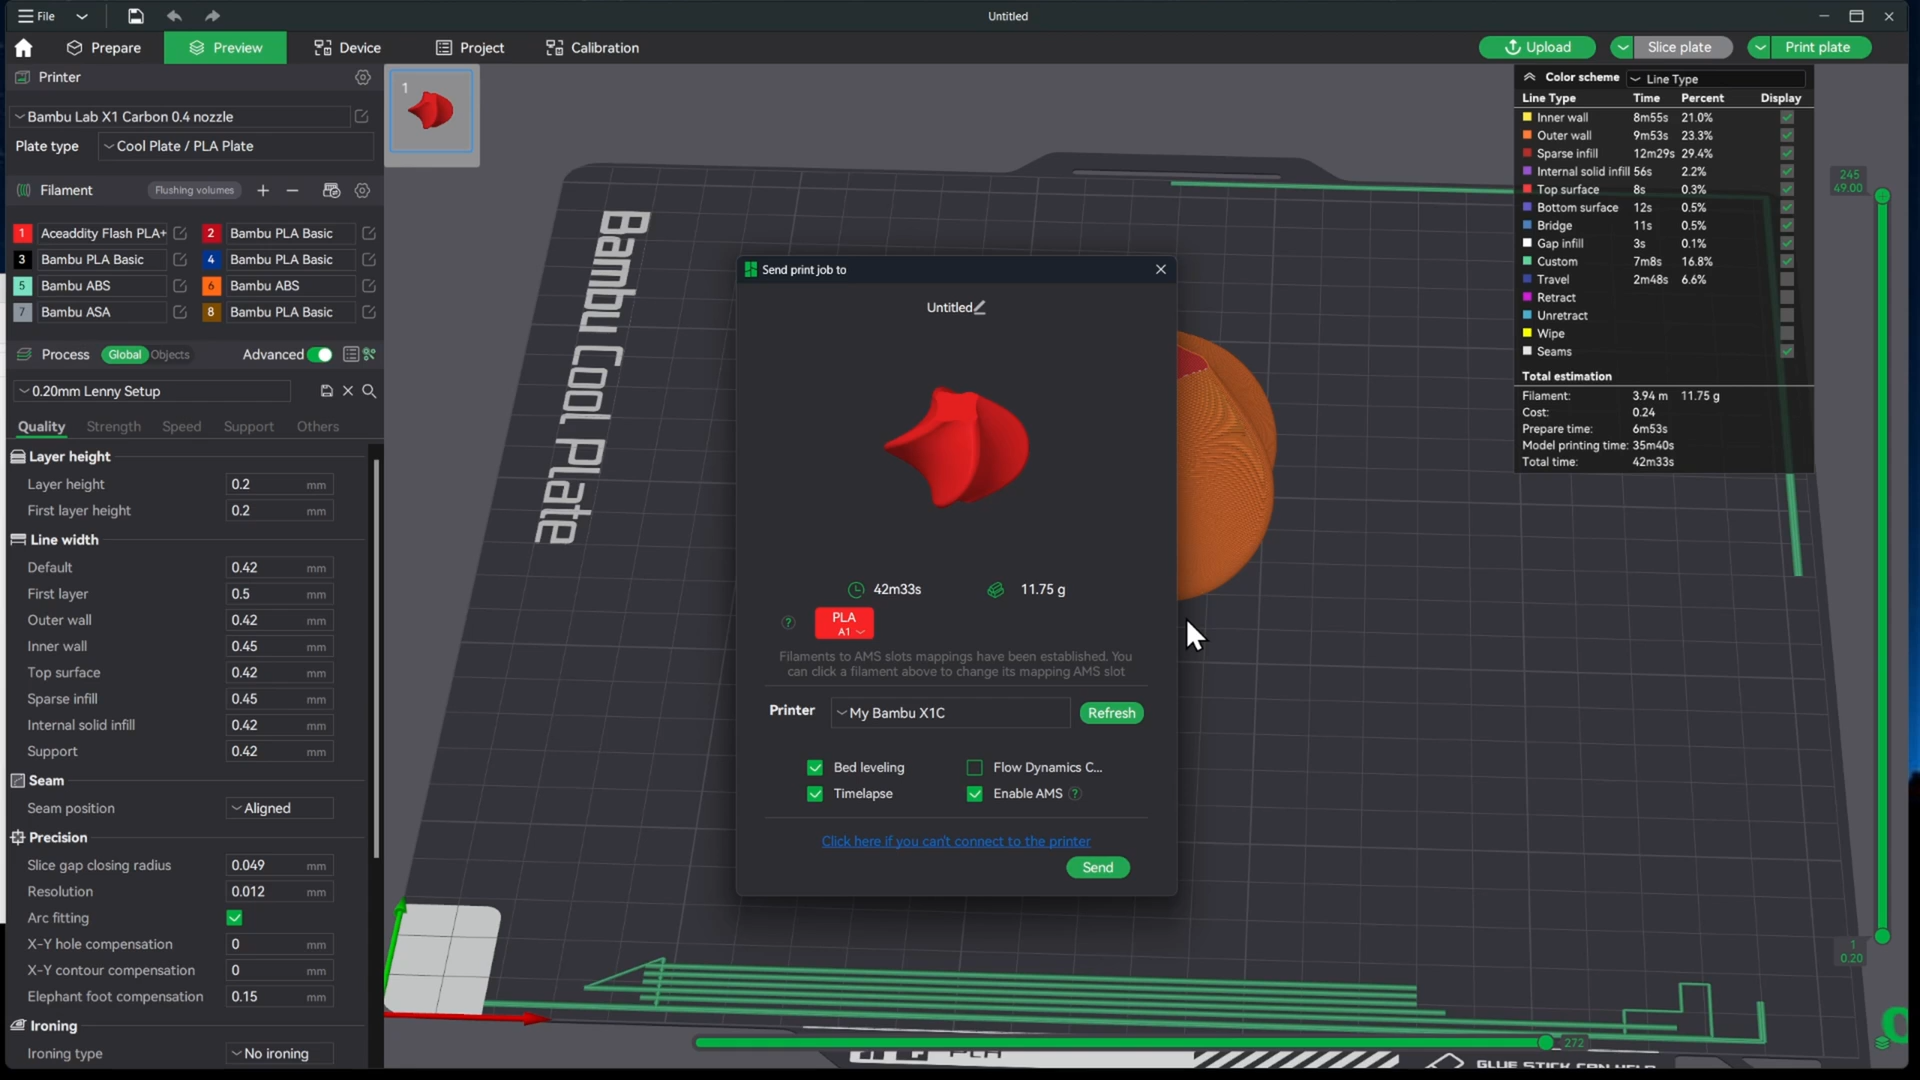 File
Untitled
Prepare
Preview
Device
Project
Calibration
Upload
Slice plate
Print plate
Printer
Bambu Lab X1 Carbon 0.4 nozzle
Plate type
Cool Plate / PLA Plate
Filament
Flushing volumes
1 Aceaddity Flash PLA+ 2 Bambu PLA Basic
3 Bambu PLA Basic 4 Bambu PLA Basic
5 Bambu ABS 6 Bambu ABS
7 Bambu ASA 8 Bambu PLA Basic
Process Global Objects Advanced
0.20mm Lenny Setup
Quality Strength Speed Support Others
Layer height
Layer height 0.2 mm
First layer height 0.2 mm
Line width
Default 0.42 mm
First layer 0.5 mm
Outer wall 0.42 mm
Inner wall 0.45 mm
Top surface 0.42 mm
Sparse infill 0.45 mm
Internal solid infill 0.42 mm
Support 0.42 mm
Seam
Seam position Aligned
Precision
Slice gap closing radius 0.049 mm
Resolution 0.012 mm
Arc fitting
X-Y hole compensation 0 mm
X-Y contour compensation 0 mm
Elephant foot compensation 0.15 mm
Ironing
Ironing type No ironing
1
Bambu Cool Plate
Send print job to
Untitled
42m33s 11.75 g
PLA
A1
Filaments to AMS slots mappings have been established. You
can click a filament above to change its mapping AMS slot
Printer My Bambu X1C Refresh
Bed leveling Flow Dynamics C...
Timelapse Enable AMS
Click here if you can't connect to the printer
Send
Color scheme Line Type
Line Type Time Percent Display
Inner wall 8m55s 21.0%
Outer wall 9m53s 23.3%
Sparse infill 12m29s 29.4%
Internal solid infill 56s 2.2%
Top surface 8s 0.3%
Bottom surface 12s 0.5%
Bridge 11s 0.5%
Gap infill 3s 0.1%
Custom 7m8s 16.8%
Travel 2m48s 6.6%
Retract
Unretract
Wipe
Seams
Total estimation
Filament: 3.94 m 11.75 g
Cost: 0.24
Prepare time: 6m53s
Model printing time: 35m40s
Total time: 42m33s
245
49.00
1
0.20
272
PLA
GLUE STICK CAN HELP